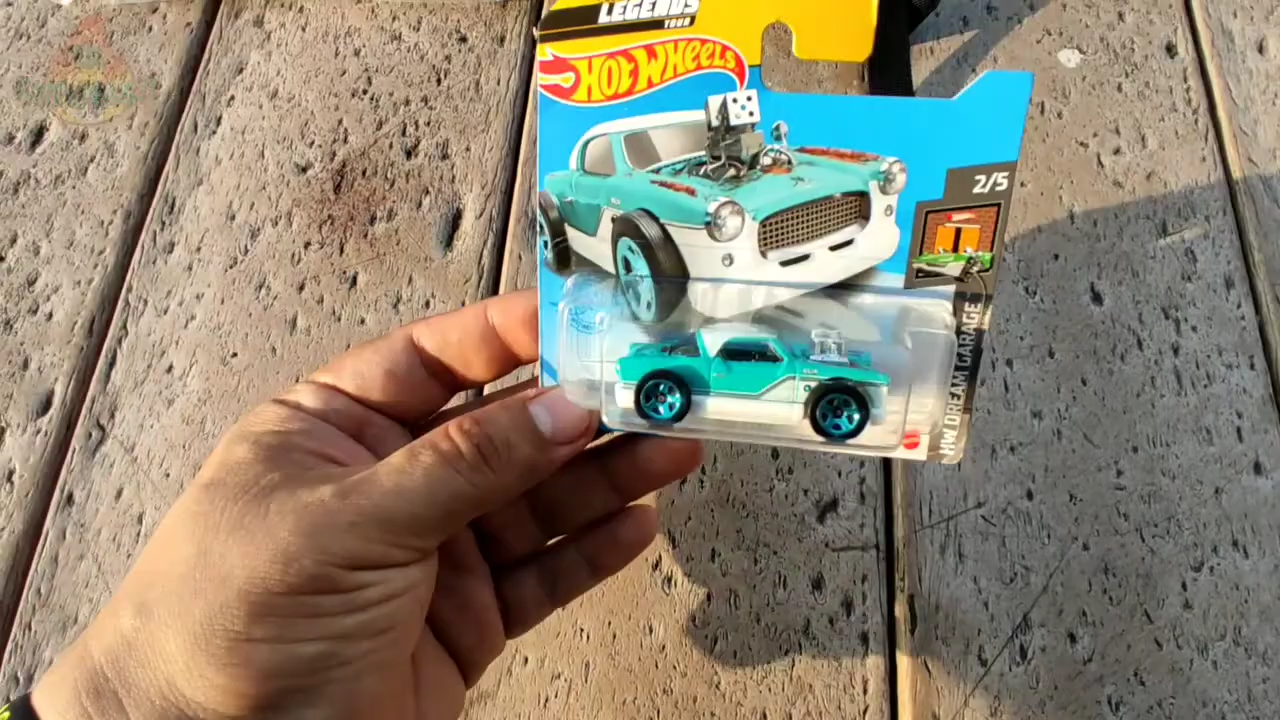 LEGENDS
TOUR
HOT WHEELS
2/5
HW DREAM GARAGE